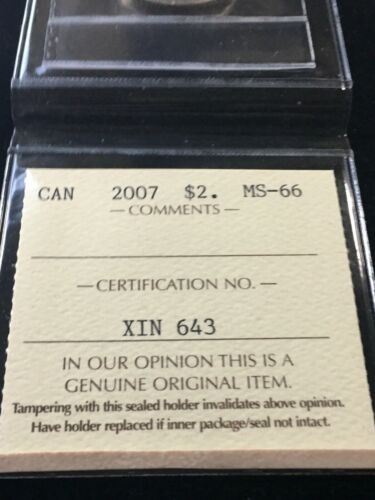 CAN 2007 $2. MS-66
— COMMENTS —
— CERTIFICATION NO. —
XIN 643
IN OUR OPINION THIS IS A
GENUINE ORIGINAL ITEM.
Tampering with this sealed holder invalidates above opinion.
Have holder replaced if inner package/seal not intact.